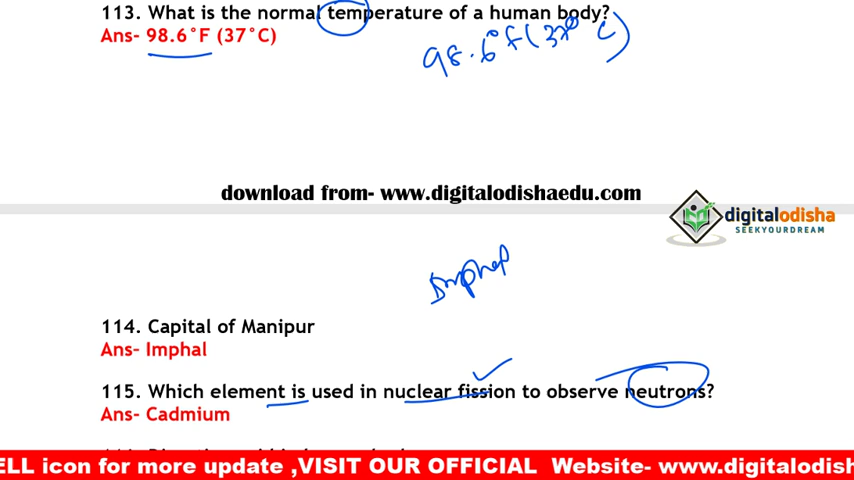 113. What is the normal temperature of a human body?
Ans- 98.6°F (37°C)
98.6°f (37° C)
download from- www.digitalodishaedu.com
digitalodisha
SEEKYOURDREAM
Imphal
114. Capital of Manipur
Ans- Imphal
115. Which element is used in nuclear fission to observe neutrons?
Ans- Cadmium
ELL icon for more update ,VISIT OUR OFFICIAL Website- www.digitalodish